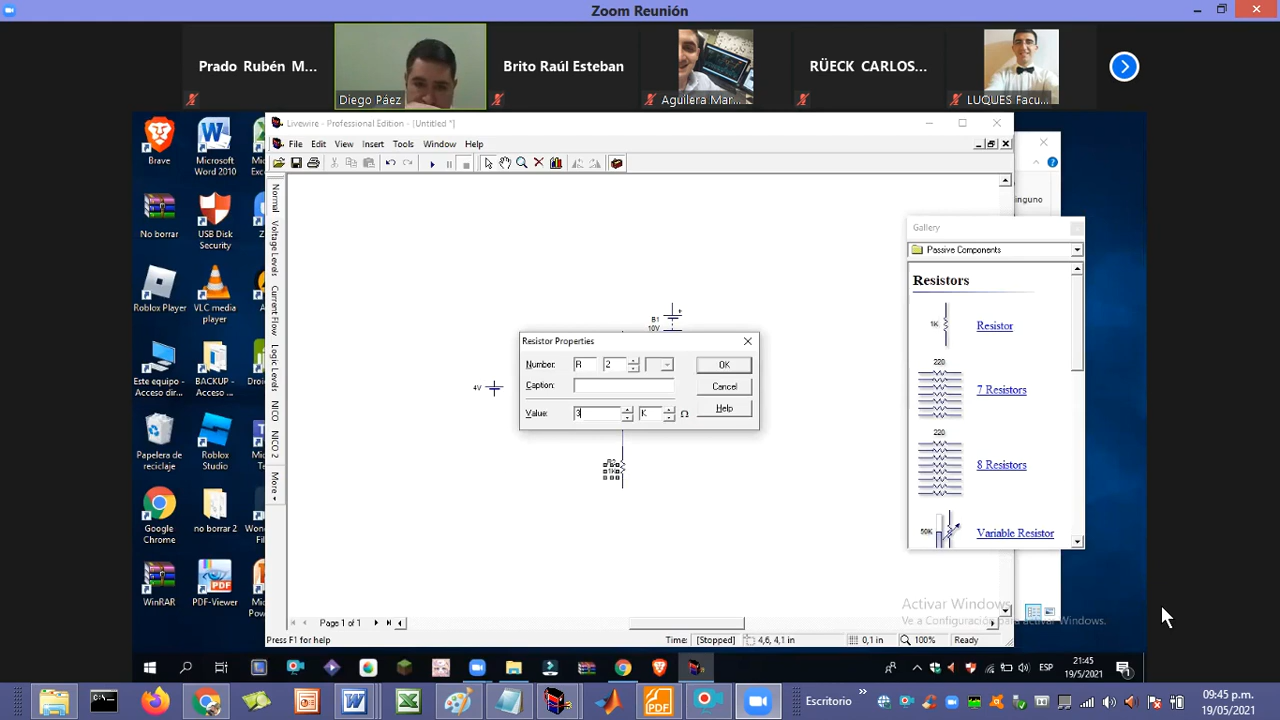 Zoom Reunión
Prado Rubén M...
Diego Páez
Brito Raúl Esteban
Aguilera Mar...
RÜECK CARLOS...
LUQUES Facu...
Livewire - Professional Edition - [Untitled *]
File Edit View Insert Tools Window Help
Brave
Microsoft Word 2010
No borrar
USB Disk Security
Roblox Player
VLC media player
Este equipo - Acceso dir...
BACKUP - Acceso dir...
Papelera de reciclaje
Roblox Studio
Google Chrome
no borrar 2
WinRAR
PDF-Viewer
Normal
Voltage Levels
Current Flow
Logic Levels
NICO
NICO 2
More
B1
10V
4V
Resistor Properties
Number: R 2
OK
Caption:
Cancel
Value: 3 K Ω
Help
Gallery
Passive Components
Resistors
1K Resistor
220
7 Resistors
220
8 Resistors
50K Variable Resistor
inguno
Activar Windows
Ve a Configuración para activar Windows.
Page 1 of 1
Press F1 for help
Time: [Stopped] 4,6, 4,1 in 0,1 in 100% Ready
ESP
21:45
19/5/2021
Escritorio
09:45 p.m.
19/05/2021